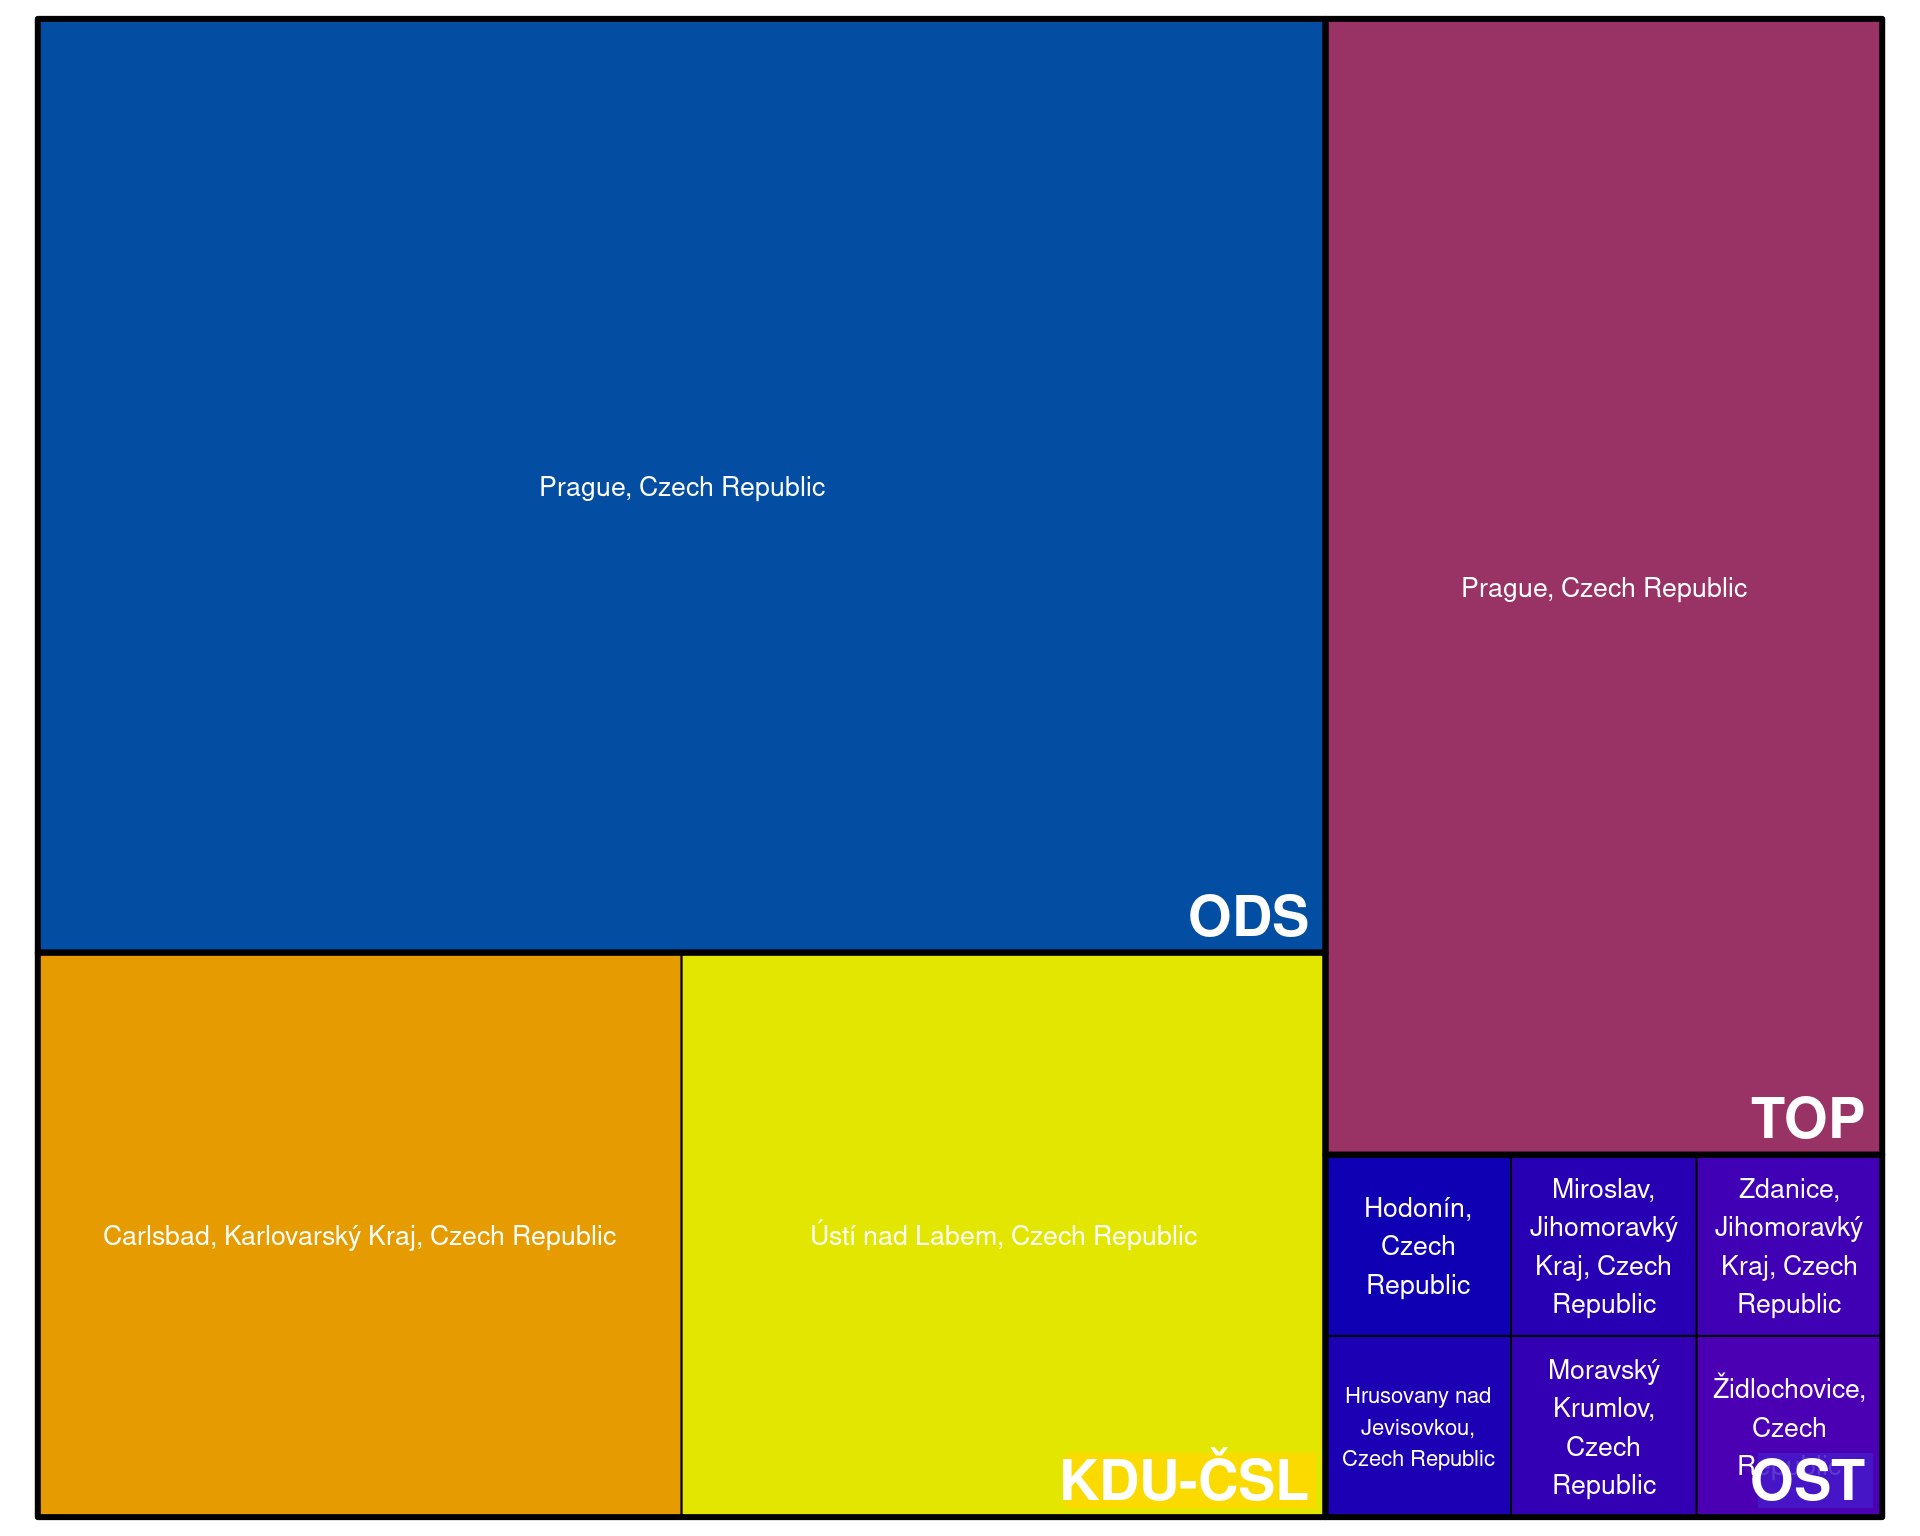 Prague, Czech Republic
ODS
Prague, Czech Republic
TOP
Carlsbad, Karlovarský Kraj, Czech Republic
Ústí nad Labem, Czech Republic
KDU-ČSL
Hodonín,
Czech
Republic
Miroslav,
Jihomoravký
Kraj, Czech
Republic
Zdanice,
Jihomoravký
Kraj, Czech
Republic
Hrusovany nad
Jevisovkou,
Czech Republic
Moravský
Krumlov,
Czech
Republic
Židlochovice,
Czech
Republic
OST